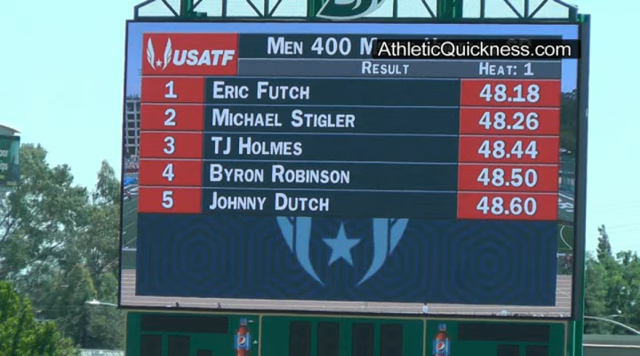 AthleticQuickness.com
USATF
Men 400 M
Result Heat: 1
1 Eric Futch 48.18
2 Michael Stigler 48.26
3 TJ Holmes 48.44
4 Byron Robinson 48.50
5 Johnny Dutch 48.60